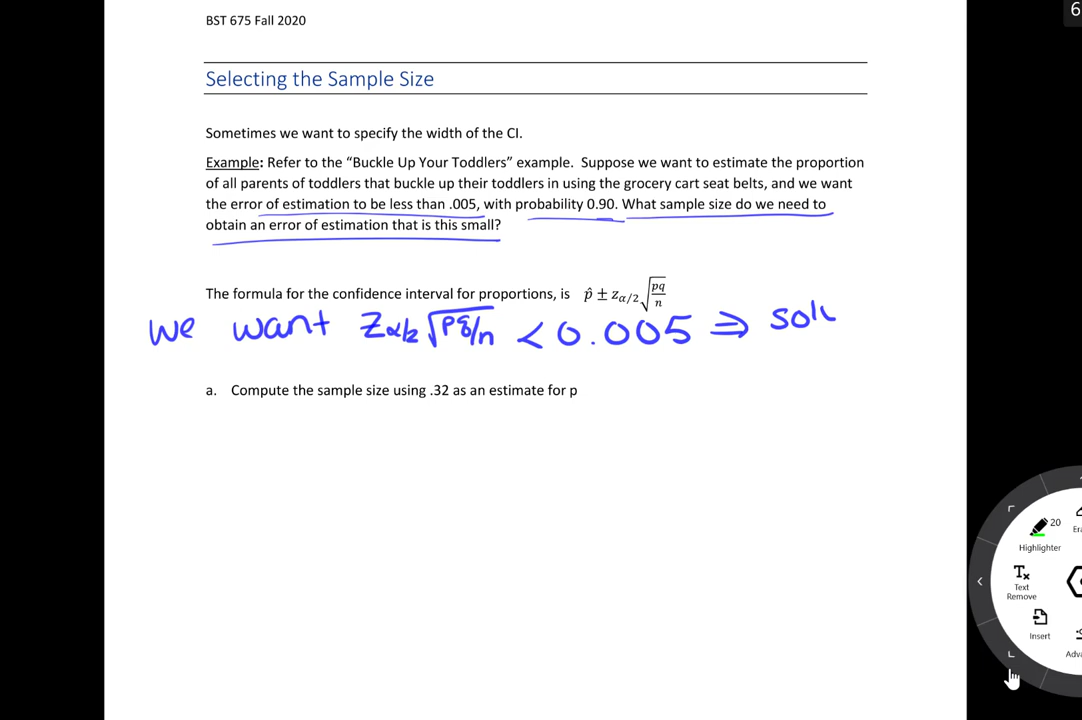 6
BST 675 Fall 2020
Selecting the Sample Size
Sometimes we want to specify the width of the CI.
Example: Refer to the “Buckle Up Your Toddlers” example. Suppose we want to estimate the proportion
of all parents of toddlers that buckle up their toddlers in using the grocery cart seat belts, and we want
the error of estimation to be less than .005, with probability 0.90. What sample size do we need to
obtain an error of estimation that is this small?
The formula for the confidence interval for proportions, is p̂ ± z_{α/2}√(pq/n)
we want Z_{α/2}√(pq/n) < 0.005 ⇒ solv
a. Compute the sample size using .32 as an estimate for p
20
Highlighter
Tx
Text
Remove
Insert